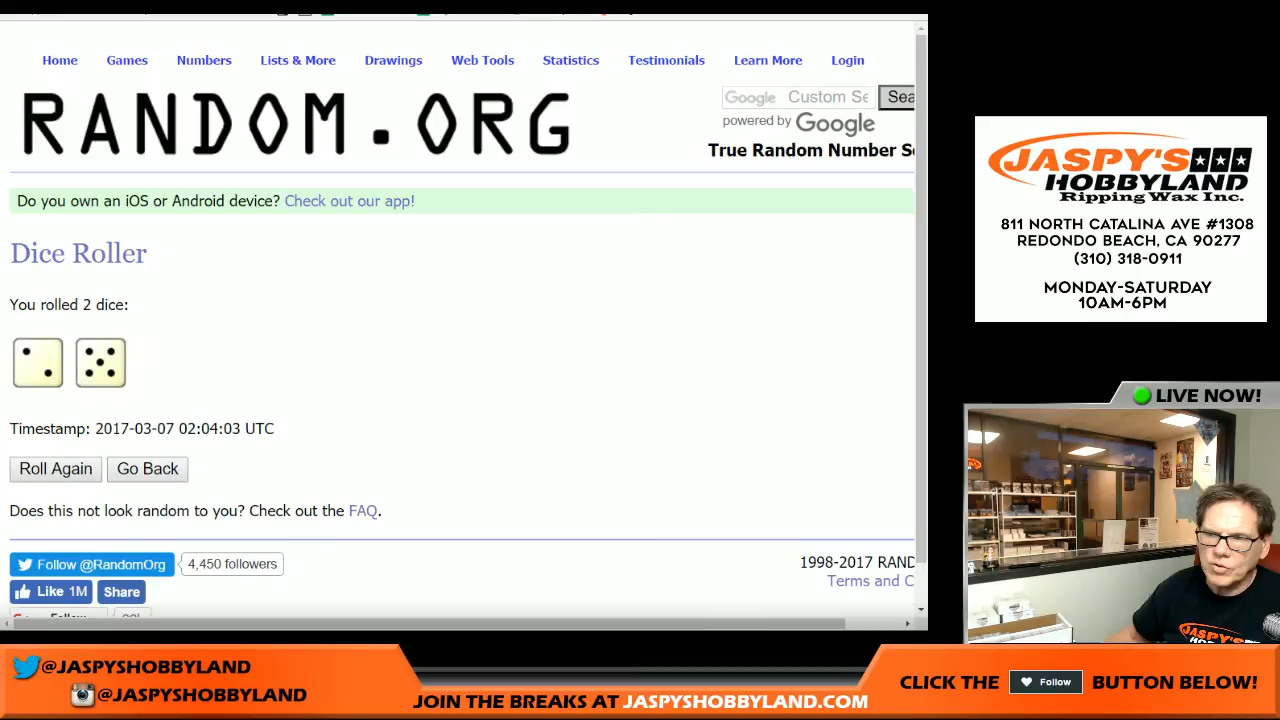 Home Games Numbers Lists & More Drawings Web Tools Statistics Testimonials Learn More Login
RANDOM.ORG
Google Custom Se Sea
powered by Google
True Random Number S
Do you own an iOS or Android device? Check out our app!
Dice Roller
You rolled 2 dice:
Timestamp: 2017-03-07 02:04:03 UTC
Roll Again Go Back
Does this not look random to you? Check out the FAQ.
Follow @RandomOrg 4,450 followers
1998-2017 RAND
Like 1M Share
Terms and C
JASPY'S
HOBBYLAND
Ripping Wax Inc.
811 NORTH CATALINA AVE #1308
REDONDO BEACH, CA 90277
(310) 318-0911
MONDAY-SATURDAY
10AM-6PM
LIVE NOW!
JASPY'S
@JASPYSHOBBYLAND
@JASPYSHOBBYLAND
JOIN THE BREAKS AT JASPYSHOBBYLAND.COM
CLICK THE Follow BUTTON BELOW!